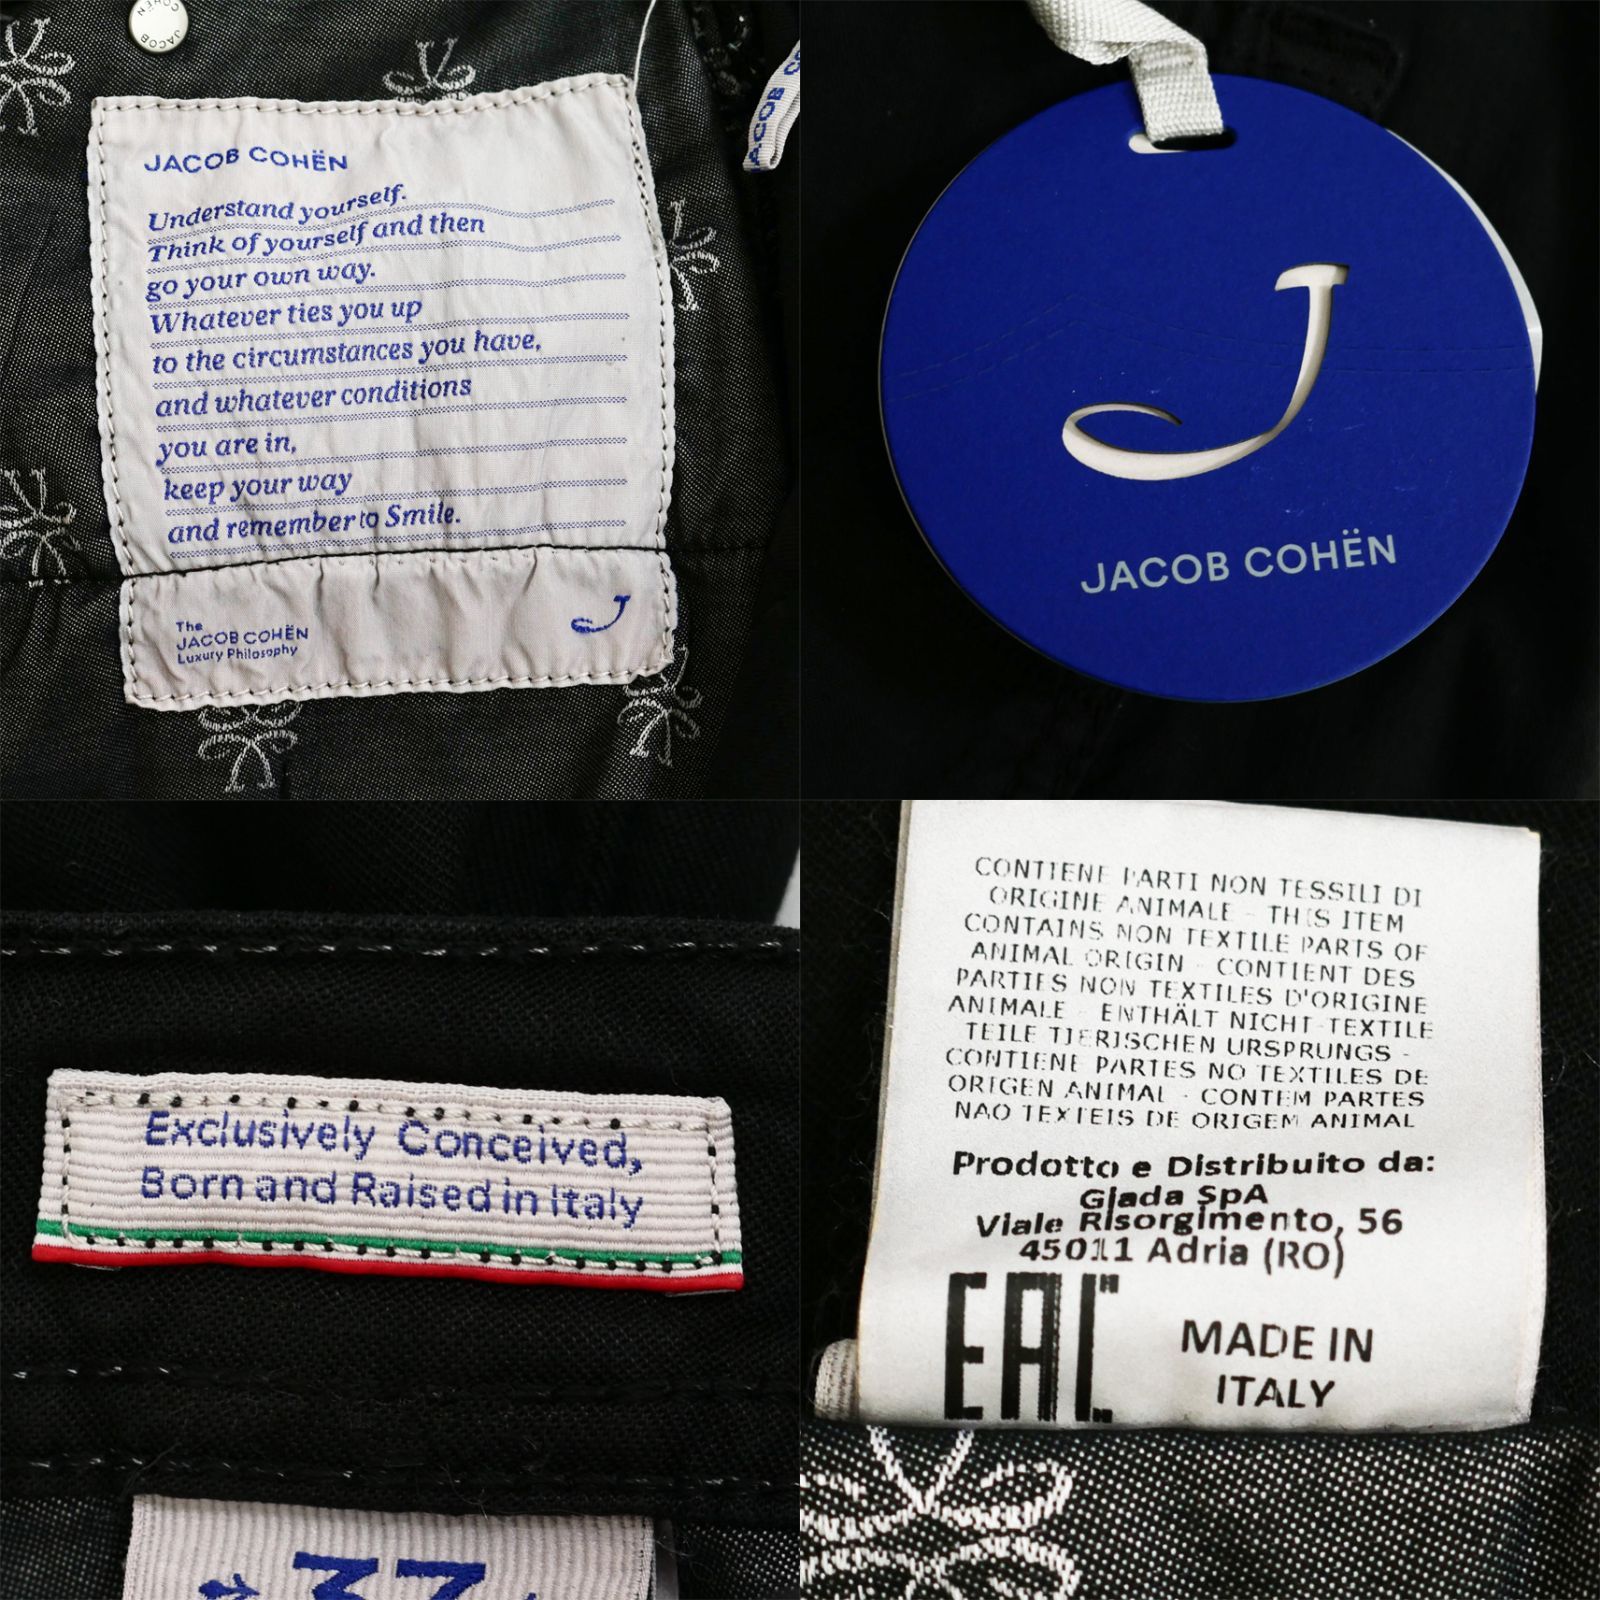 JACOB COHËN
JACOB CO
JACOB COHËN
Understand yourself.
Think of yourself and then
go your own way.
Whatever ties you up
to the circumstances you have,
and whatever conditions
you are in,
keep your way
and remember to Smile.
The
JACOB COHËN
Luxury Philosophy
J
J
JACOB COHËN
Exclusively Conceived,
Born and Raised in Italy
CONTIENE PARTI NON TESSILI DI
ORIGINE ANIMALE - THIS ITEM
CONTAINS NON TEXTILE PARTS OF
ANIMAL ORIGIN - CONTIENT DES
PARTIES NON TEXTILES D'ORIGINE
ANIMALE - ENTHÄLT NICHT-TEXTILE
TEILE TIERISCHEN URSPRUNGS -
CONTIENE PARTES NO TEXTILES DE
ORIGEN ANIMAL - CONTEM PARTES
NAO TEXTEIS DE ORIGEM ANIMAL
Prodotto e Distribuito da:
Giada SpA
Viale Risorgimento, 56
45011 Adria (RO)
EAC
MADE IN
ITALY